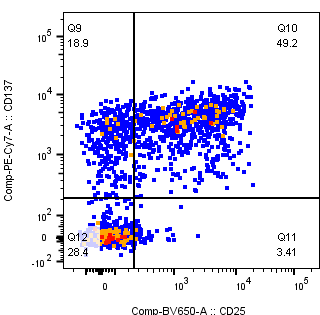 Q9
18.9
Q10
49.2
10^5
10^4
10^3
10^2
0
-10^2
Q12
28.4
Q11
3.41
0
10^3
10^4
10^5
Comp-PE-Cy7-A :: CD137
Comp-BV650-A :: CD25